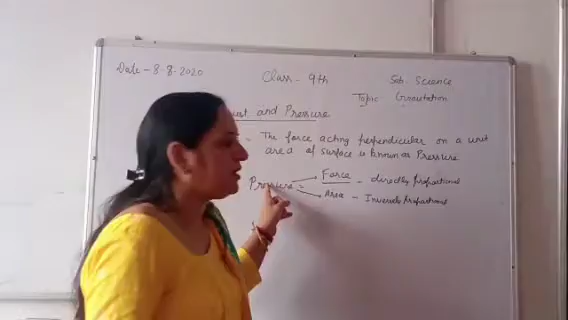 Date - 8-8-2020 Class - 9th Sub. Science
Topic Gravitation
ust and Pressure
- The force acting perpendicular on a unit
area of surface is known as Pressure
Pressure = Force - directly proportional
Area - Inversely Proportional